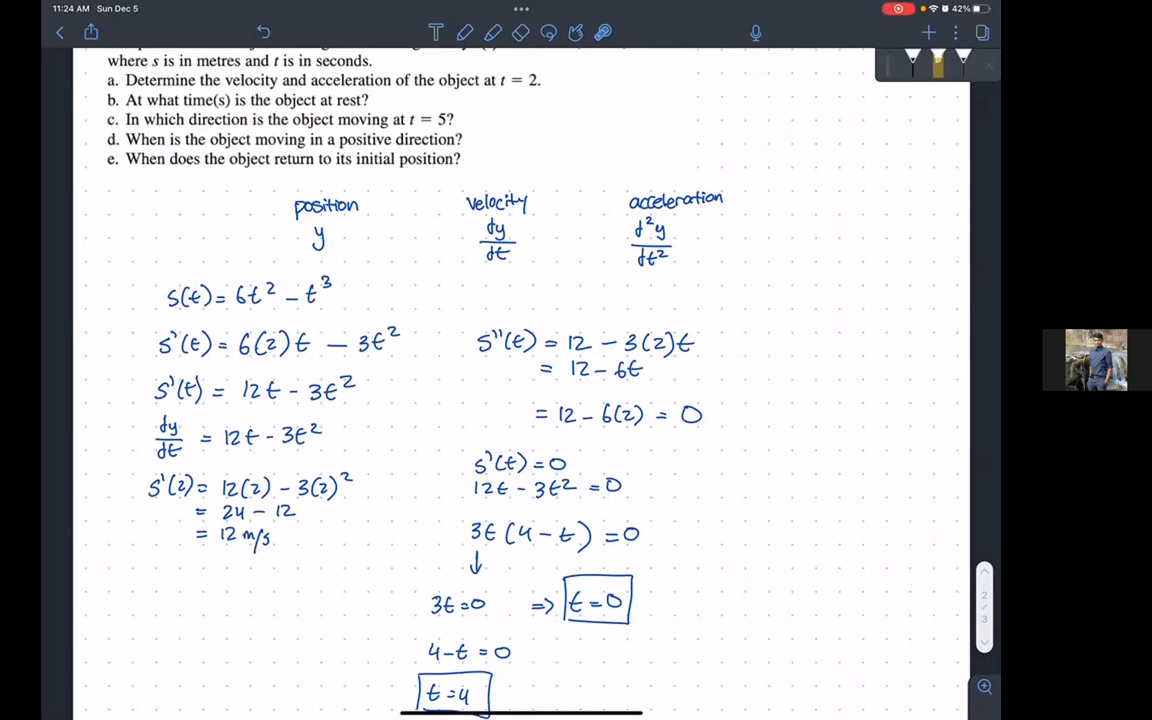 11:24 AM Sun Dec 5
42%
where s is in metres and t is in seconds.
a. Determine the velocity and acceleration of the object at t = 2.
b. At what time(s) is the object at rest?
c. In which direction is the object moving at t = 5?
d. When is the object moving in a positive direction?
e. When does the object return to its initial position?
position velocity acceleration
y dy/dt d²y/dt²
s(t) = 6t² - t³
s'(t) = 6(2)t - 3t²
s'(t) = 12t - 3t²
dy/dt = 12t - 3t²
s'(2) = 12(2) - 3(2)²
= 24 - 12
= 12 m/s
s''(t) = 12 - 3(2)t
= 12 - 6t
= 12 - 6(2) = 0
s'(t) = 0
12t - 3t² = 0
3t(4 - t) = 0
↓
3t = 0 => t = 0
4 - t = 0
t = 4
2/3